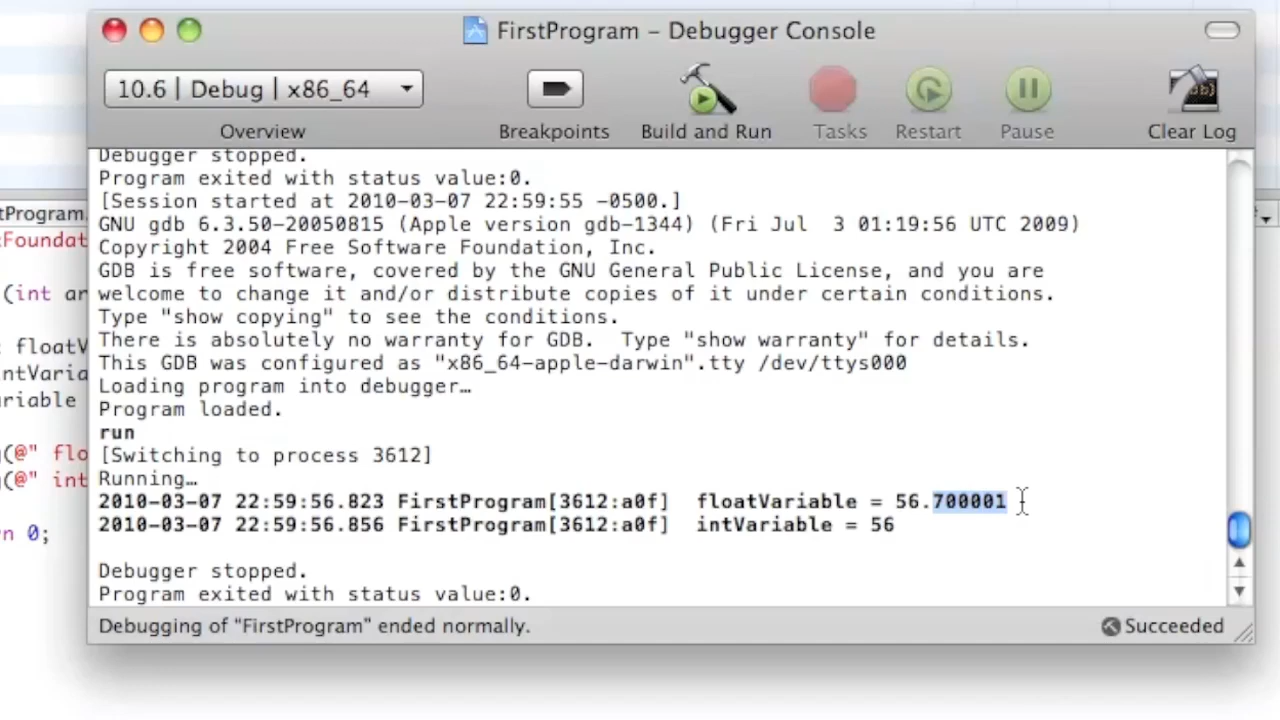 FirstProgram – Debugger Console
10.6 | Debug | x86_64
Overview
Breakpoints
Build and Run
Tasks
Restart
Pause
Clear Log
Debugger stopped.
Program exited with status value:0.
[Session started at 2010-03-07 22:59:55 -0500.]
GNU gdb 6.3.50-20050815 (Apple version gdb-1344) (Fri Jul  3 01:19:56 UTC 2009)
Copyright 2004 Free Software Foundation, Inc.
GDB is free software, covered by the GNU General Public License, and you are
welcome to change it and/or distribute copies of it under certain conditions.
Type "show copying" to see the conditions.
There is absolutely no warranty for GDB.  Type "show warranty" for details.
This GDB was configured as "x86_64-apple-darwin".tty /dev/ttys000
Loading program into debugger…
Program loaded.
run
[Switching to process 3612]
Running…
2010-03-07 22:59:56.823 FirstProgram[3612:a0f]  floatVariable = 56.700001
2010-03-07 22:59:56.856 FirstProgram[3612:a0f]  intVariable = 56
Debugger stopped.
Program exited with status value:0.
Debugging of “FirstProgram” ended normally.
Succeeded
tProgram.
(int ar
floatV
ariable
(@" flo
(@" int
n 0;